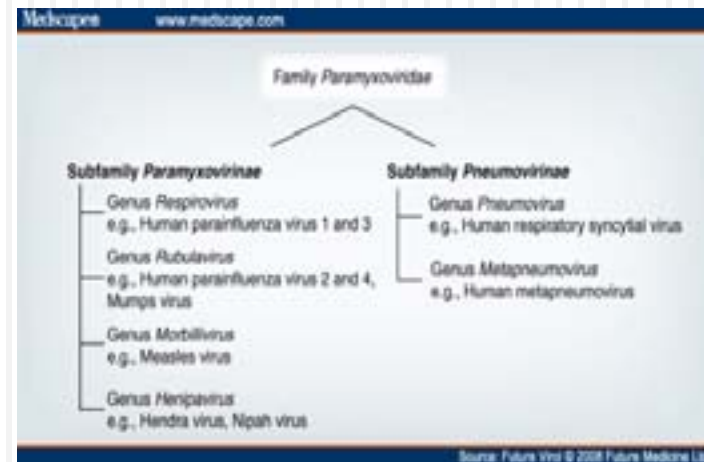 Medscape® www.medscape.com
Family Paramyxoviridae
Subfamily Paramyxovirinae
Genus Respirovirus
e.g., Human parainfluenza virus 1 and 3
Genus Rubulavirus
e.g., Human parainfluenza virus 2 and 4,
Mumps virus
Genus Morbillivirus
e.g., Measles virus
Genus Henipavirus
e.g., Hendra virus, Nipah virus
Subfamily Pneumovirinae
Genus Pneumovirus
e.g., Human respiratory syncytial virus
Genus Metapneumovirus
e.g., Human metapneumovirus
Source: Future Virol © 2008 Future Medicine Lt